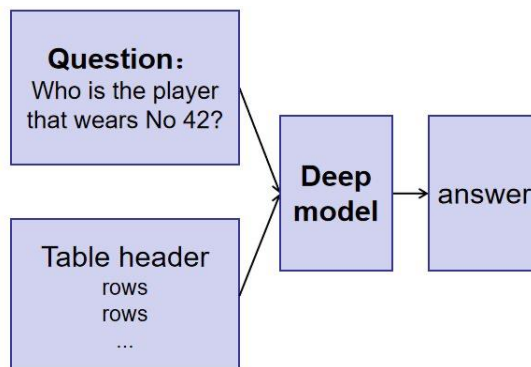 Question：
Who is the player
that wears No 42?
Table header
rows
rows
...
Deep
model
answer